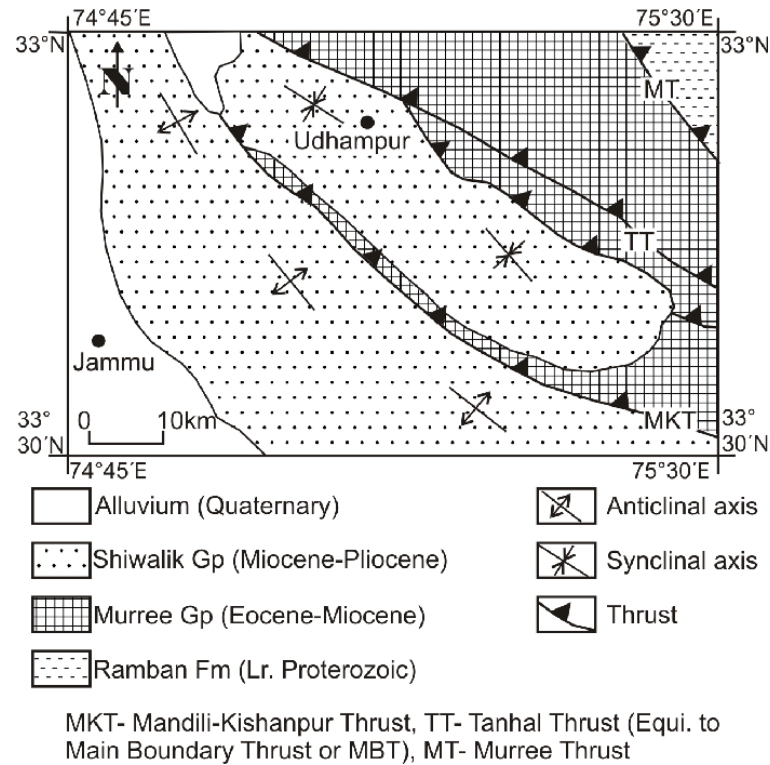 74°45′E 75°30′E
33°N 33°N
N
MT
Udhampur
TT
Jammu
33° 0 10km MKT 33°
30′N 30′N
74°45′E 75°30′E
Alluvium (Quaternary) Anticlinal axis
Shiwalik Gp (Miocene-Pliocene) Synclinal axis
Murree Gp (Eocene-Miocene) Thrust
Ramban Fm (Lr. Proterozoic)
MKT- Mandili-Kishanpur Thrust, TT- Tanhal Thrust (Equi. to
Main Boundary Thrust or MBT), MT- Murree Thrust